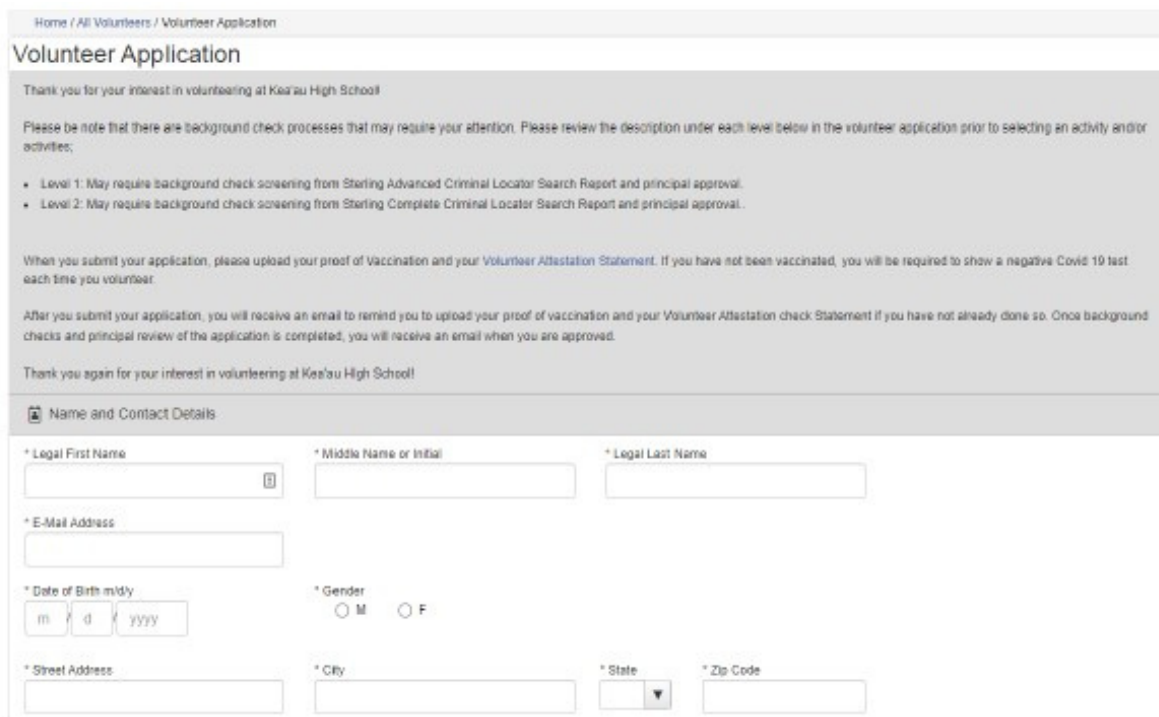 Home / All Volunteers / Volunteer Application
Volunteer Application
Thank you for your interest in volunteering at Kea'au High School!
Please be note that there are background check processes that may require your attention. Please review the description under each level below in the volunteer application prior to selecting an activity and/or
activities;
• Level 1: May require background check screening from Sterling Advanced Criminal Locator Search Report and principal approval.
• Level 2: May require background check screening from Sterling Complete Criminal Locator Search Report and principal approval..
When you submit your application, please upload your proof of Vaccination and your Volunteer Attestation Statement. If you have not been vaccinated, you will be required to show a negative Covid 19 test
each time you volunteer.
After you submit your application, you will receive an email to remind you to upload your proof of vaccination and your Volunteer Attestation check Statement if you have not already done so. Once background
checks and principal review of the application is completed, you will receive an email when you are approved.
Thank you again for your interest in volunteering at Kea'au High School!
Name and Contact Details
* Legal First Name * Middle Name or Initial * Legal Last Name
* E-Mail Address
* Date of Birth m/d/y * Gender
m / d / yyyy M F
* Street Address * City * State * Zip Code